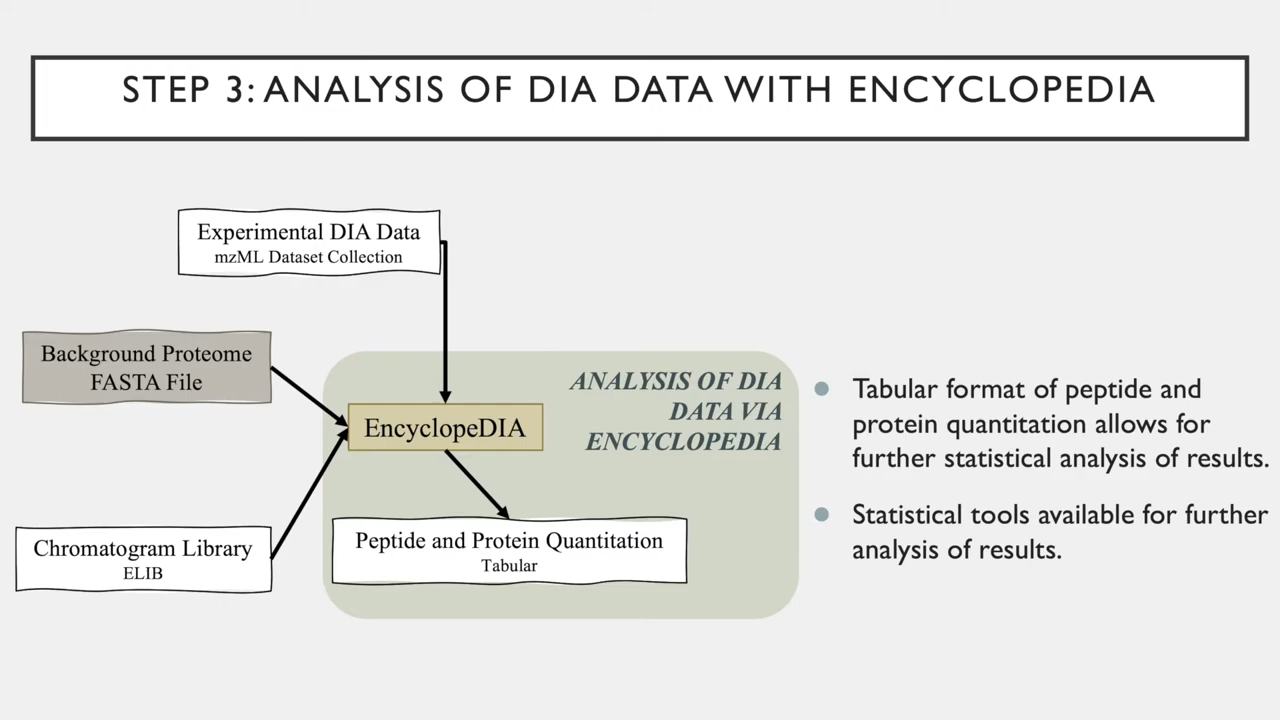 STEP 3: ANALYSIS OF DIA DATA WITH ENCYCLOPEDIA
Experimental DIA Data
mzML Dataset Collection
Background Proteome
FASTA File
EncyclopeDIA
ANALYSIS OF DIA
DATA VIA
ENCYCLOPEDIA
Chromatogram Library
ELIB
Peptide and Protein Quantitation
Tabular
Tabular format of peptide and
protein quantitation allows for
further statistical analysis of results.
Statistical tools available for further
analysis of results.